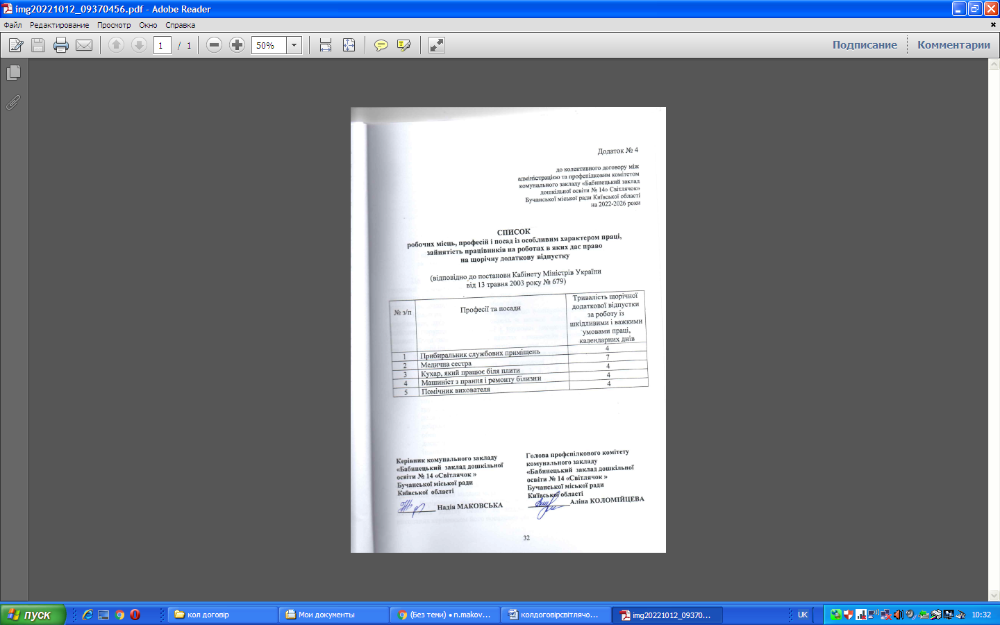 img20221012_09370456.pdf - Adobe Reader
Файл Редактирование Просмотр Окно Справка
1 / 1 50% Подписание Комментарии
Додаток № 4
до колективного договору між
адміністрацією та профспілковим комітетом
комунального закладу «Бабинецький заклад
дошкільної освіти № 14» Світлячок»
Бучанської міської ради Київської області
на 2022-2026 роки
СПИСОК
робочих місць, професій і посад із особливим характером праці,
зайнятість працівників на роботах в яких дає право
на щорічну додаткову відпустку
(відповідно до постанови Кабінету Міністрів України
від 13 травня 2003 року № 679)
№ з/п
Професії та посади
Тривалість щорічної
додаткової відпустки
за роботу із
шкідливими і важкими
умовами праці,
календарних днів
1 Прибиральник службових приміщень 4
2 Медична сестра 7
3 Кухар, який працює біля плити 4
4 Машиніст з прання і ремонту білизни 4
5 Помічник вихователя 4
Керівник комунального закладу
«Бабинецький заклад дошкільної
освіти № 14 «Світлячок »
Бучанської міської ради
Київської області
Надія МАКОВСЬКА
Голова профспілкового комітету
комунального закладу
«Бабинецький заклад дошкільної
освіти № 14 «Світлячок »
Бучанської міської ради
Київської області
Аліна КОЛОМІЙЦЕВА
32
пуск кол договір Мои документы (Без теми) • n.makov... колдоговірсвітлячо... img20221012_09370... UK 10:32